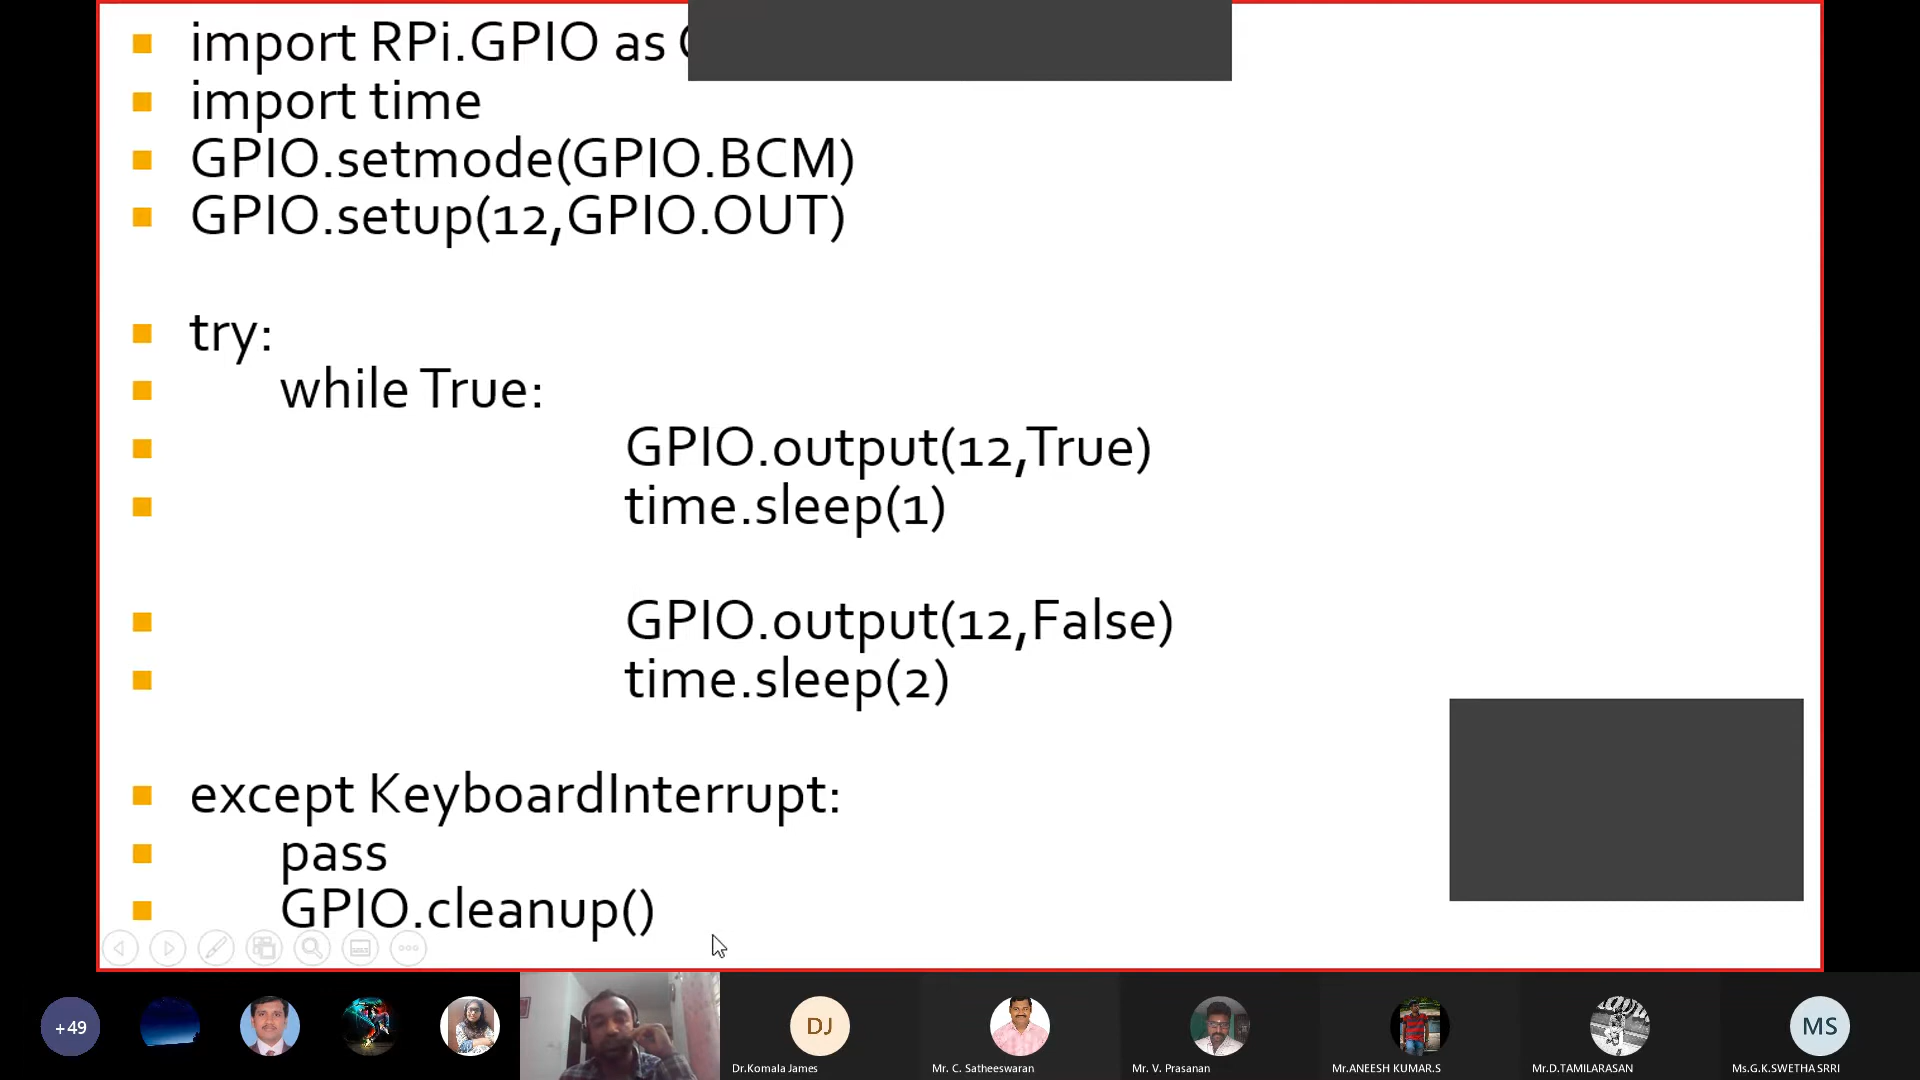 import RPi.GPIO as
import time
GPIO.setmode(GPIO.BCM)
GPIO.setup(12,GPIO.OUT)
try:
while True:
GPIO.output(12,True)
time.sleep(1)
GPIO.output(12,False)
time.sleep(2)
except KeyboardInterrupt:
pass
GPIO.cleanup()
+49
DJ
MS
Dr.Komala James
Mr. C. Satheeswaran
Mr. V. Prasanan
Mr.ANEESH KUMAR.S
Mr.D.TAMILARASAN
Ms.G.K.SWETHA SRRI